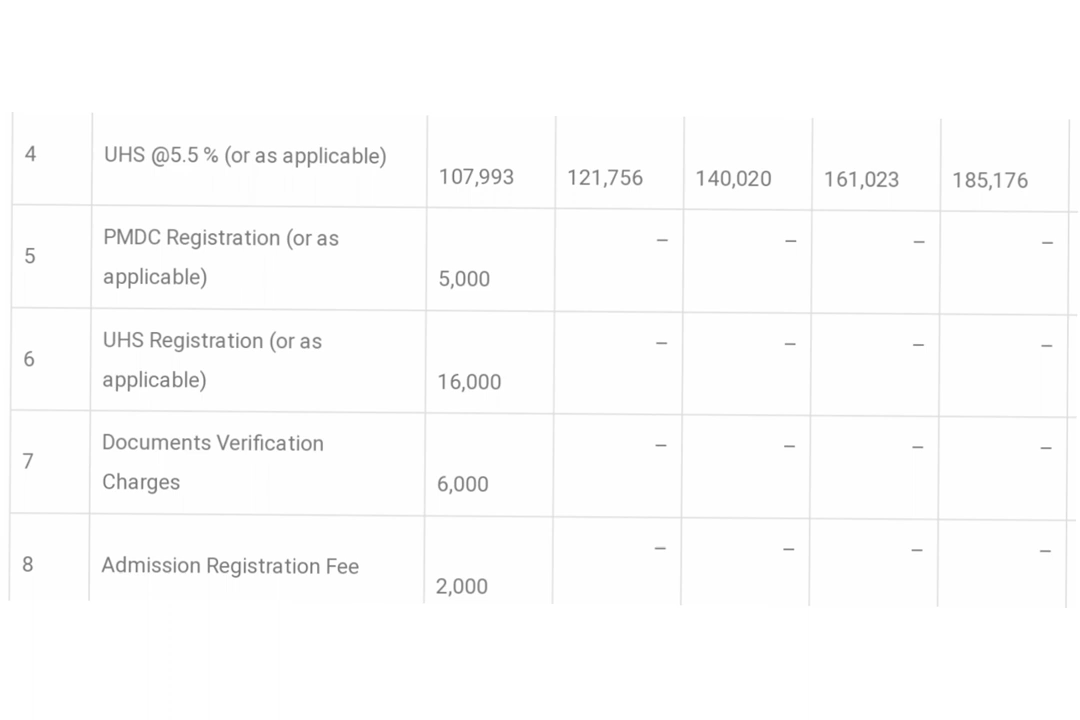 4 UHS @5.5 % (or as applicable) 107,993 121,756 140,020 161,023 185,176
5 PMDC Registration (or as
applicable) 5,000 – – – –
6 UHS Registration (or as
applicable) 16,000 – – – –
7 Documents Verification
Charges 6,000 – – – –
8 Admission Registration Fee 2,000 – – – –